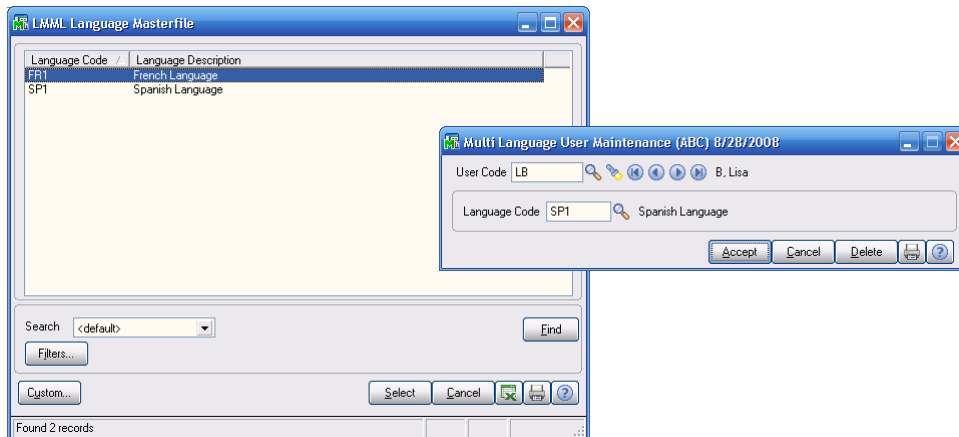 LMML Language Masterfile
Language Code Language Description
FR1 French Language
SP1 Spanish Language
Multi Language User Maintenance (ABC) 8/28/2008
User Code LB B, Lisa
Language Code SP1 Spanish Language
Accept Cancel Delete
Search <default> Find
Filters...
Custom... Select Cancel
Found 2 records